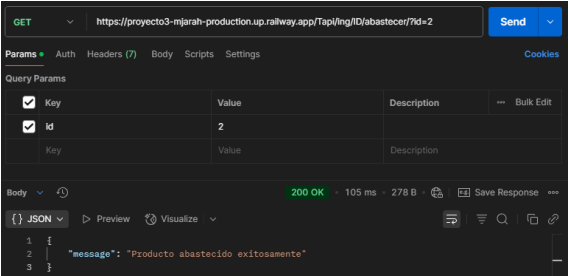 GET https://proyecto3-mjarah-production.up.railway.app/Tapi/ing/ID/abastecer/?id=2 Send
Params Auth Headers (7) Body Scripts Settings Cookies
Query Params
Key Value Description Bulk Edit
id 2
Key Value Description
Body 200 OK 105 ms 278 B Save Response
{ } JSON Preview Visualize
1 {
2 "message": "Producto abastecido exitosamente"
3 }